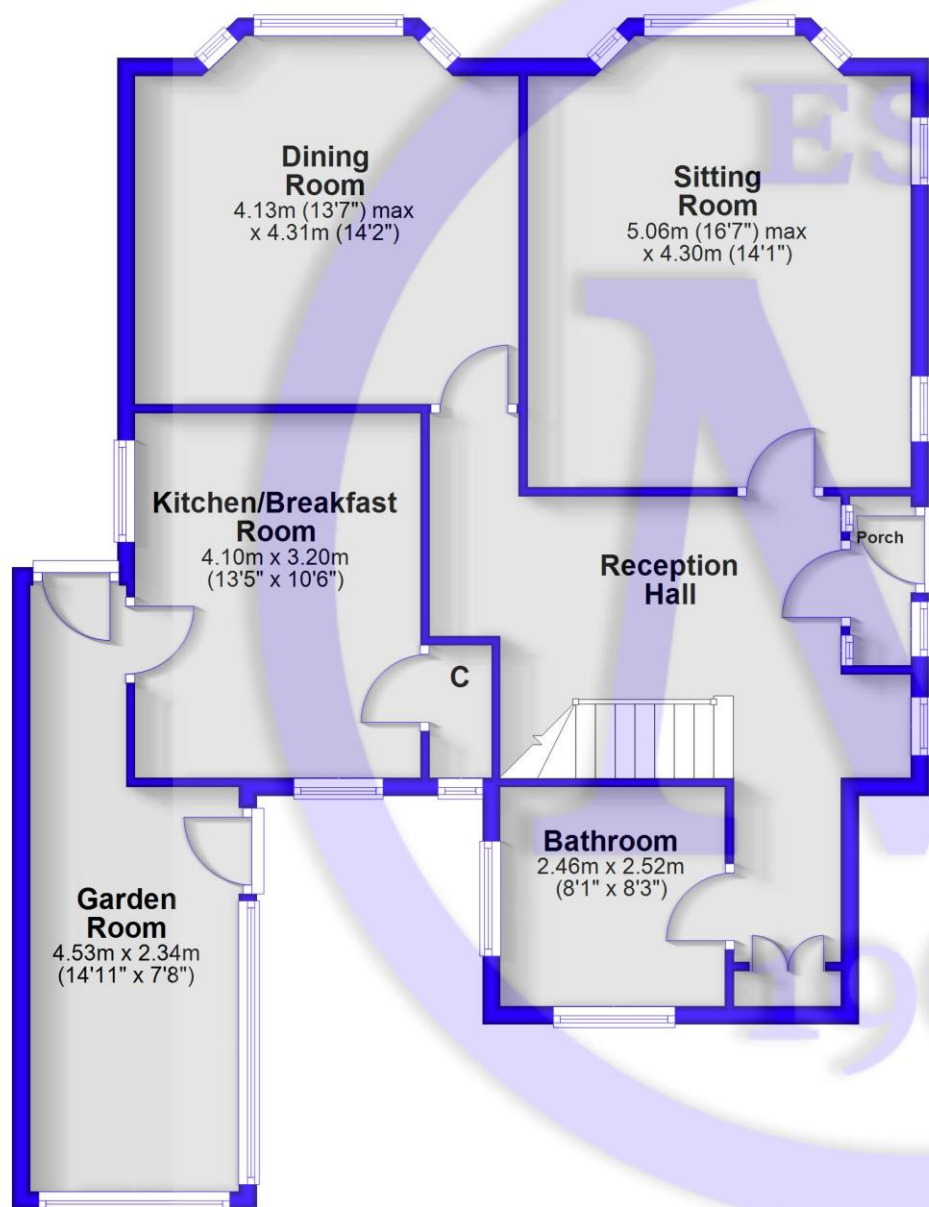 Dining
Room
4.13m (13'7") max
x 4.31m (14'2")
Sitting
Room
5.06m (16'7") max
x 4.30m (14'1")
Kitchen/Breakfast
Room
4.10m x 3.20m
(13'5" x 10'6")
Reception
Hall
Porch
C
Bathroom
2.46m x 2.52m
(8'1" x 8'3")
Garden
Room
4.53m x 2.34m
(14'11" x 7'8")
ES
M
19